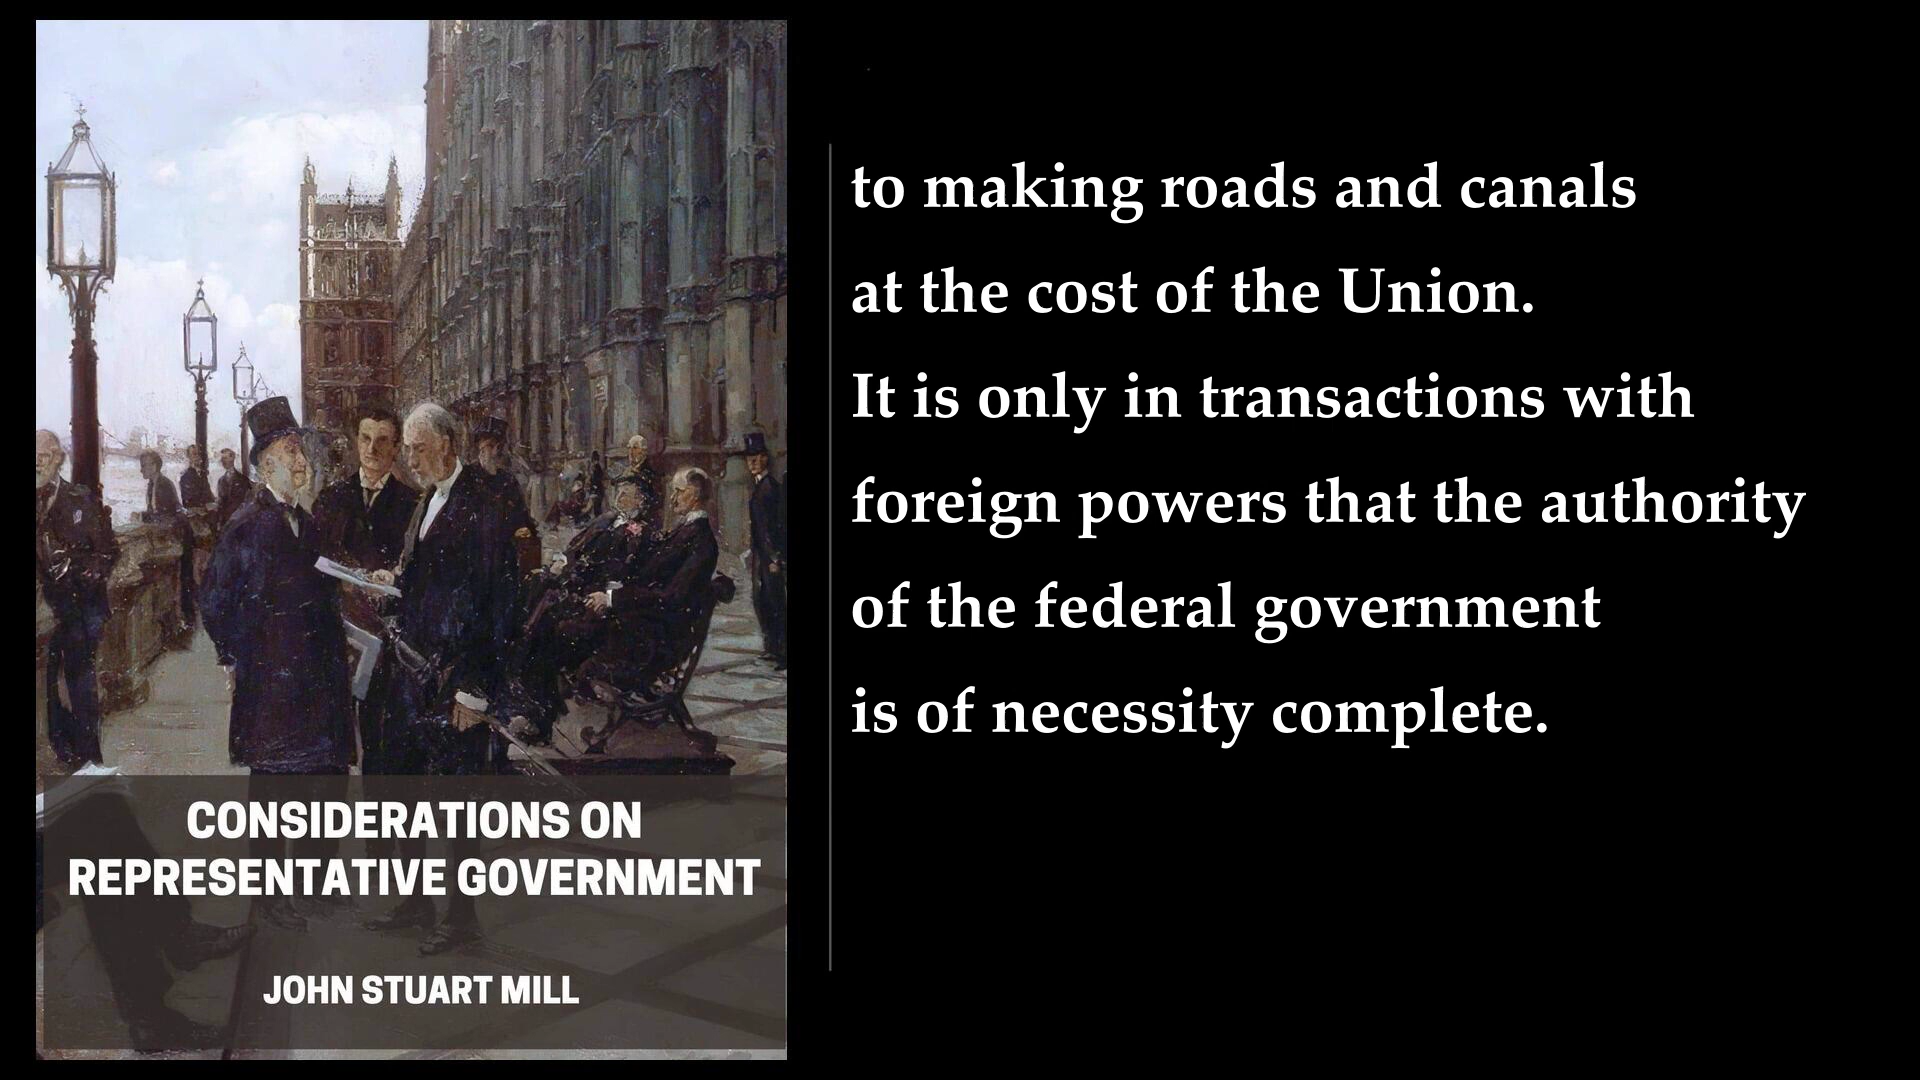 to making roads and canals
at the cost of the Union.
It is only in transactions with
foreign powers that the authority
of the federal government
is of necessity complete.
CONSIDERATIONS ON
REPRESENTATIVE GOVERNMENT
JOHN STUART MILL